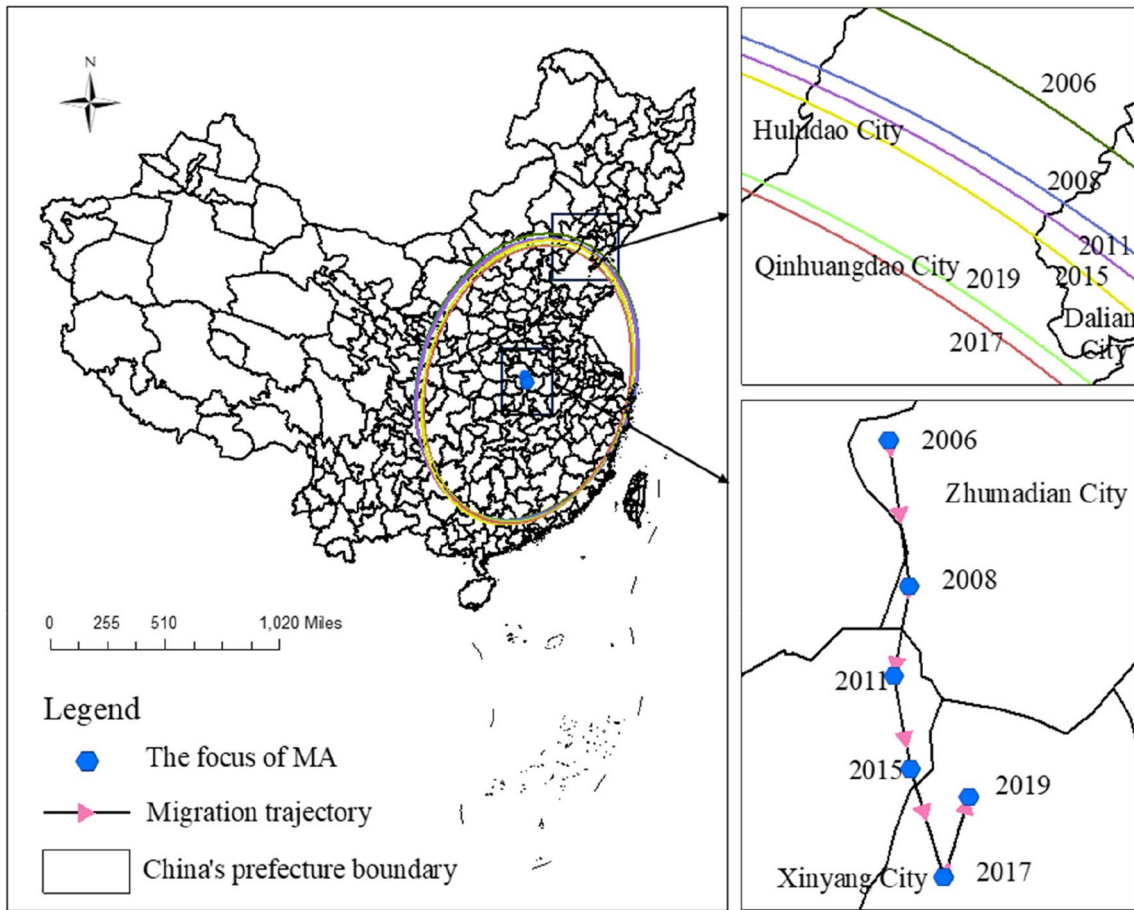 N
0 255 510 1,020 Miles
Legend
The focus of MA
Migration trajectory
China's prefecture boundary
2006
Huludao City
2008
2011
Qinhuangdao City 2019 2015
Dalian
City
2017
2006
Zhumadian City
2008
2011
2015
2019
Xinyang City 2017